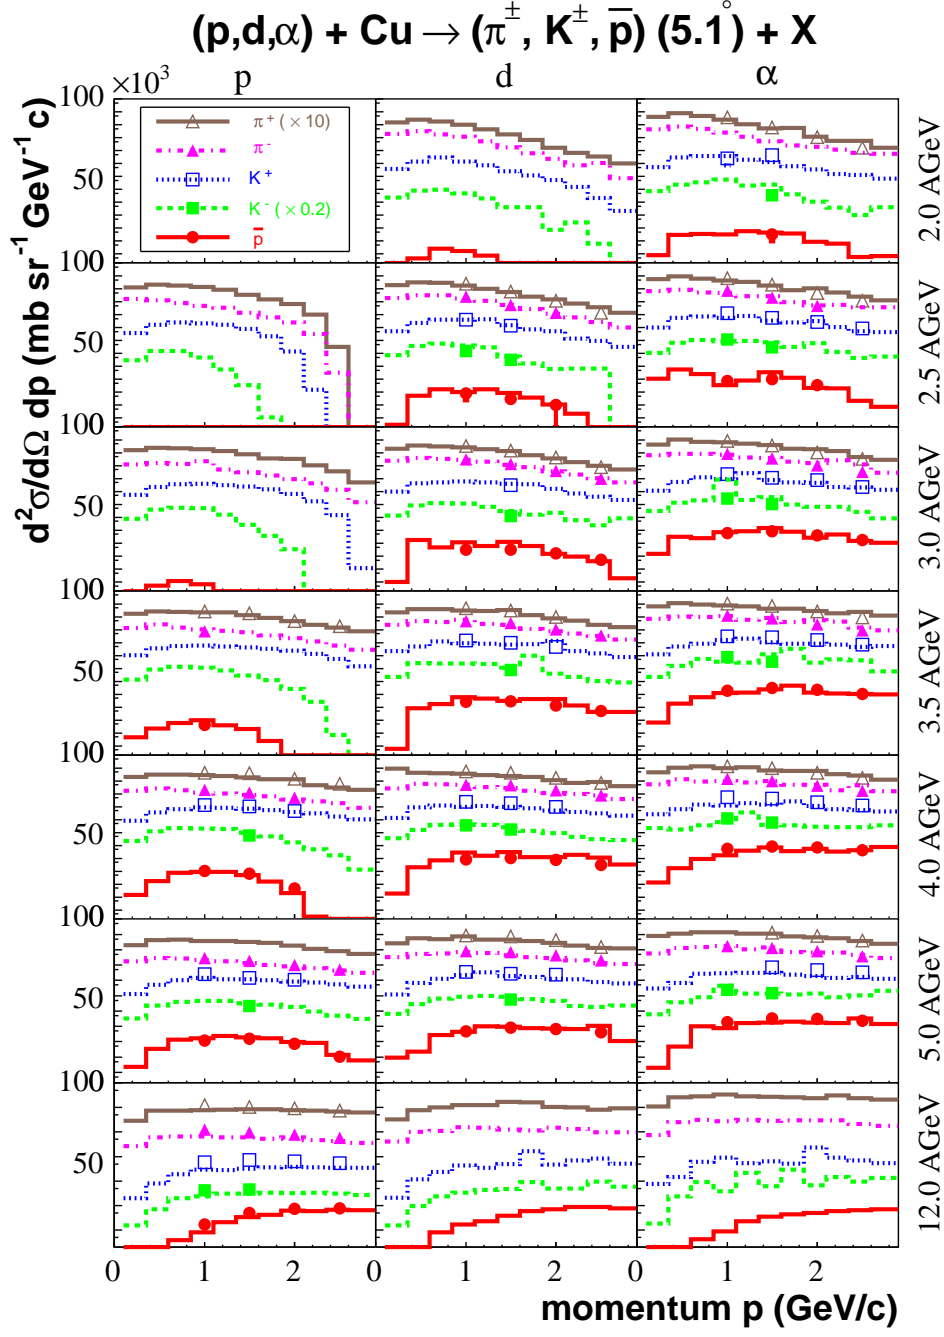 (p,d,α) + Cu → (π±, K±, p̅) (5.1°) + X
×10³ p d α
d²σ/dΩ dp (mb sr⁻¹ GeV⁻¹ c)
100
50
100
50
100
50
100
50
100
50
100
50
100
50
0
π⁺ (×10)
π⁻
K⁺
K⁻ (×0.2)
p̅
2.0 AGeV
2.5 AGeV
3.0 AGeV
3.5 AGeV
4.0 AGeV
5.0 AGeV
12.0 AGeV
0 1 2 0 1 2 0 1 2
momentum p (GeV/c)